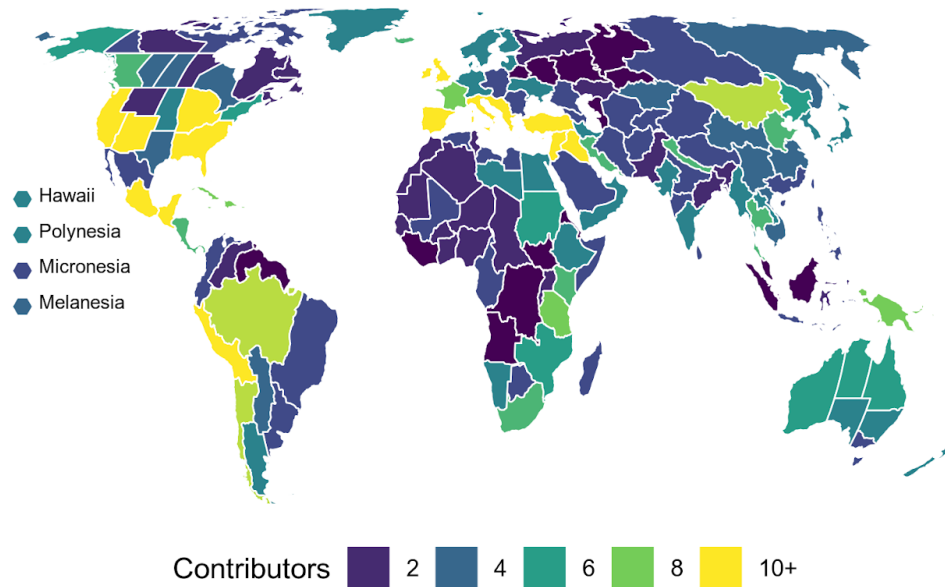 Hawaii
Polynesia
Micronesia
Melanesia
Contributors 2 4 6 8 10+